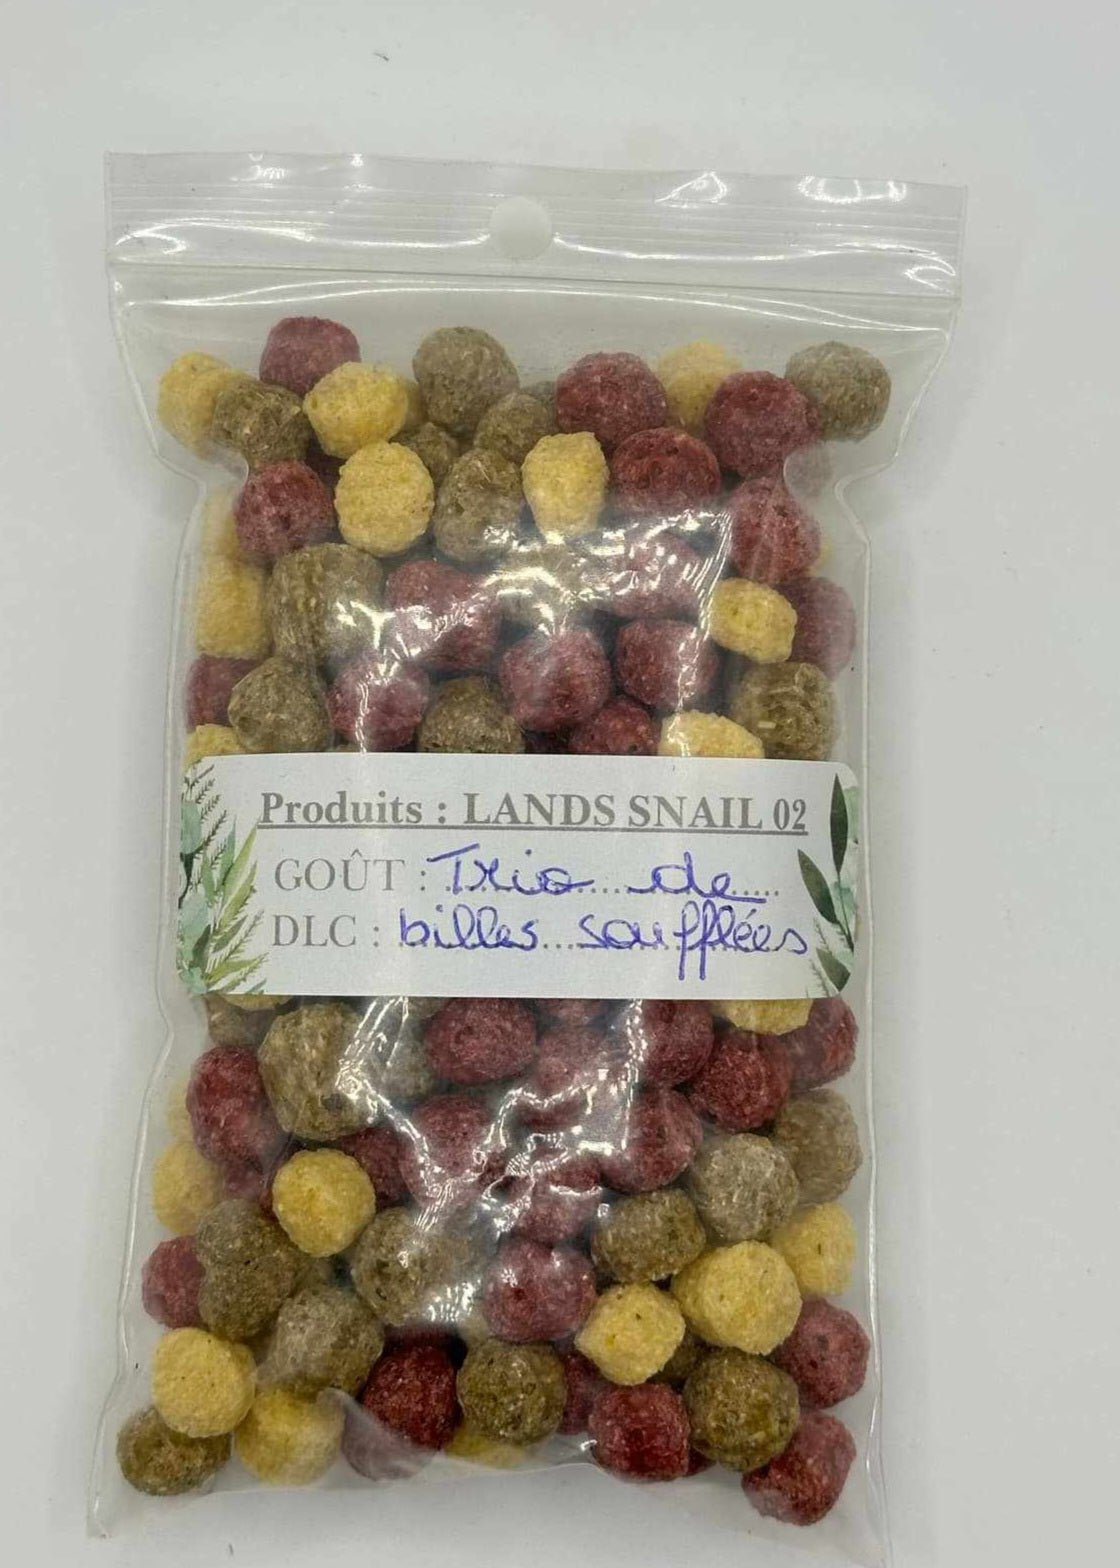 Produits : LANDS SNAIL 02
GOÛT : Trio de
DLC : billes soufflées